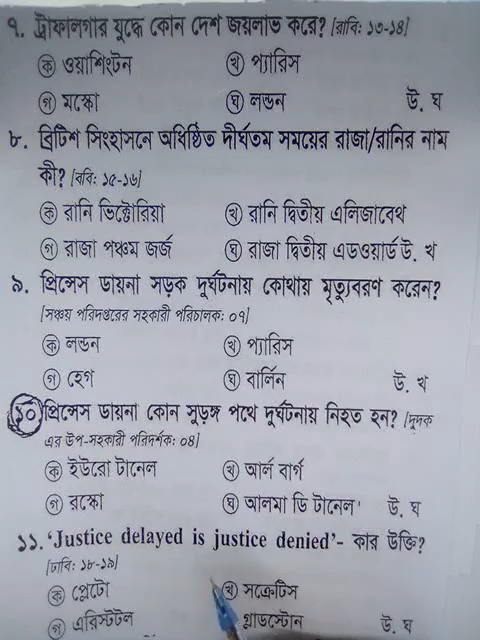 ৭. ট্রাফালগার যুদ্ধে কোন দেশ জয়লাভ করে? [রাবি: ১৩-১৪]
ক ওয়াশিংটন খ প্যারিস
গ মস্কো ঘ লন্ডন উ. ঘ
৮. ব্রিটিশ সিংহাসনে অধিষ্ঠিত দীর্ঘতম সময়ের রাজা/রানির নাম
কী? [ববি: ১৫-১৬]
ক রানি ভিক্টোরিয়া খ রানি দ্বিতীয় এলিজাবেথ
গ রাজা পঞ্চম জর্জ ঘ রাজা দ্বিতীয় এডওয়ার্ড উ. খ
৯. প্রিন্সেস ডায়না সড়ক দুর্ঘটনায় কোথায় মৃত্যুবরণ করেন?
[সঞ্চয় পরিদপ্তরের সহকারী পরিচালক: ০৭]
ক লন্ডন খ প্যারিস
গ হেগ ঘ বার্লিন উ. খ
১০ প্রিন্সেস ডায়না কোন সুড়ঙ্গ পথে দুর্ঘটনায় নিহত হন? [দুদক
এর উপ-সহকারী পরিদর্শক: ০৪]
ক ইউরো টানেল খ আর্ল বার্গ
গ রস্কো ঘ আলমা ডি টানেল উ. ঘ
১১. ‘Justice delayed is justice denied’- কার উক্তি?
[ঢাবি: ১৮-১৯]
ক প্লেটো খ সক্রেটিস
গ এরিস্টটল গ্লাডস্টোন উ. ঘ